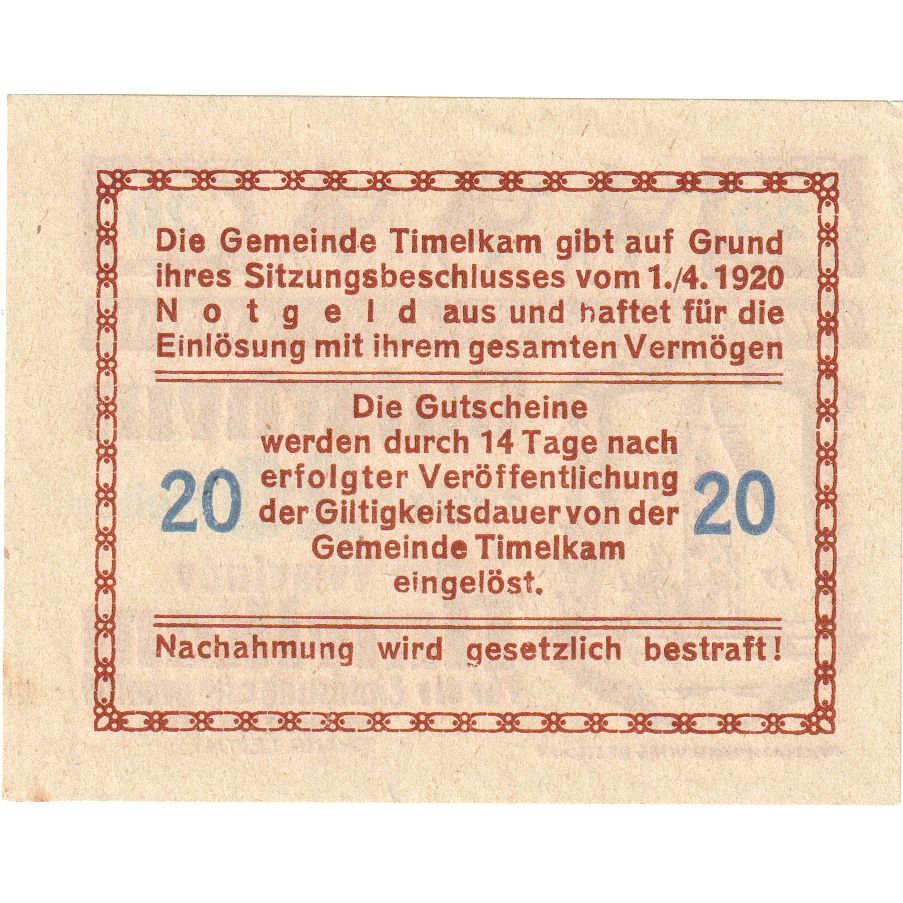 Die Gemeinde Timelkam gibt auf Grund
ihres Sitzungsbeschlusses vom 1./4. 1920
Notgeld aus und haftet für die
Einlösung mit ihrem gesamten Vermögen
Die Gutscheine
werden durch 14 Tage nach
erfolgter Veröffentlichung
20 der Giltigkeitsdauer von der 20
Gemeinde Timelkam
eingelöst.
Nachahmung wird gesetzlich bestraft!